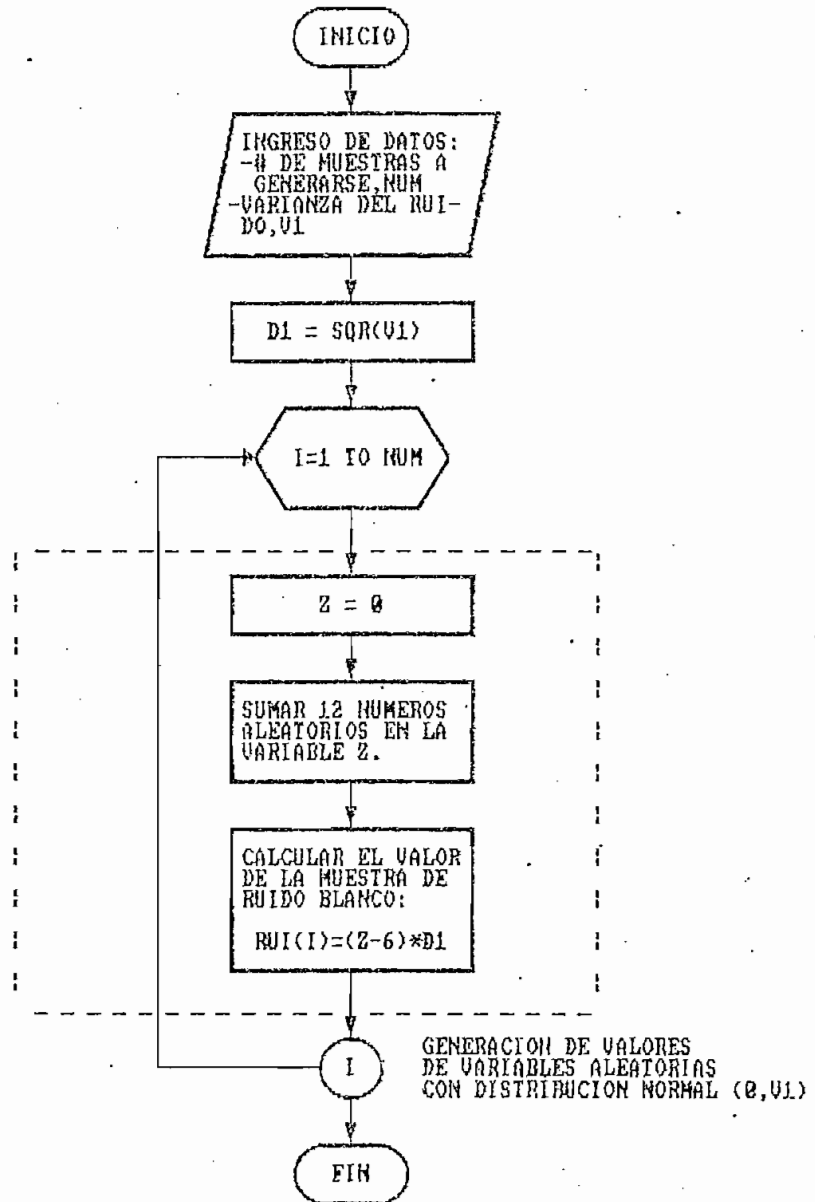 INICIO
INGRESO DE DATOS:
-# DE MUESTRAS A
GENERARSE,NUM
-VARIANZA DEL RUI-
DO,V1
D1 = SQR(V1)
I=1 TO NUM
Z = 0
SUMAR 12 NUMEROS
ALEATORIOS EN LA
VARIABLE Z.
CALCULAR EL VALOR
DE LA MUESTRA DE
RUIDO BLANCO:
RUI(I)=(Z-6)*D1
I
GENERACION DE VALORES
DE VARIABLES ALEATORIAS
CON DISTRIBUCION NORMAL (0,V1)
FIN